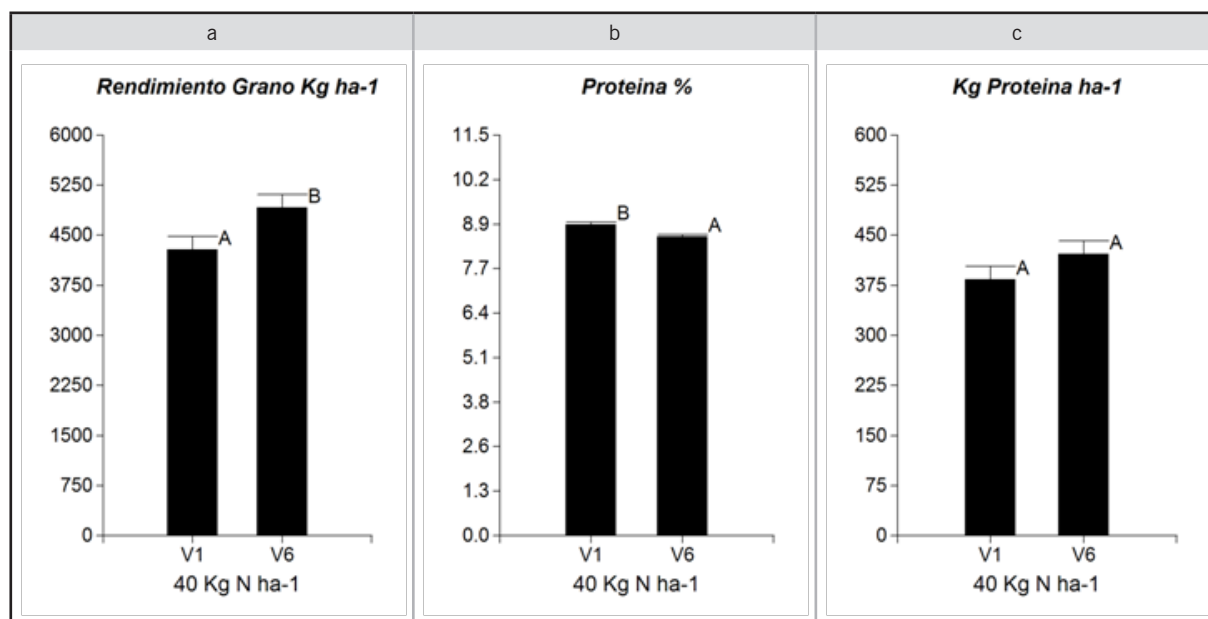 a
b
c
Rendimiento Grano Kg ha-1
6000
5250
4500
3750
3000
2250
1500
750
0
A
B
V1 V6
40 Kg N ha-1
Proteina %
11.5
10.2
8.9
7.7
6.4
5.1
3.8
2.6
1.3
0.0
B
A
V1 V6
40 Kg N ha-1
Kg Proteina ha-1
600
525
450
375
300
225
150
75
0
A
A
V1 V6
40 Kg N ha-1